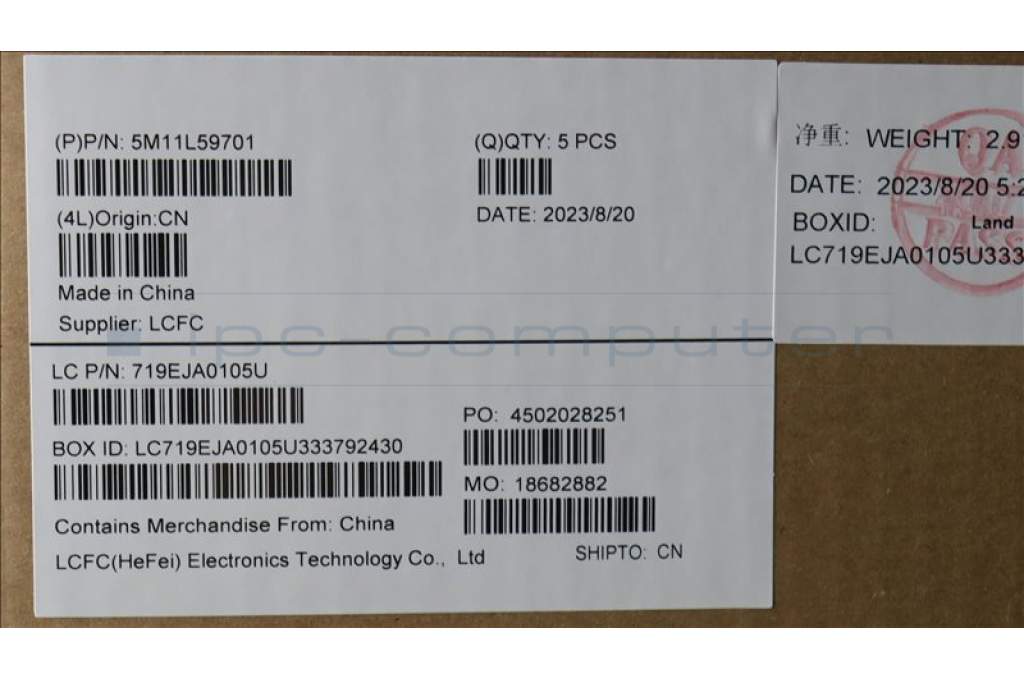 (P)P/N: 5M11L59701
(Q)QTY: 5 PCS
(4L)Origin:CN
DATE: 2023/8/20
Made in China
Supplier: LCFC
LC P/N: 719EJA0105U
PO: 4502028251
BOX ID: LC719EJA0105U333792430
MO: 18682882
Contains Merchandise From: China
LCFC(HeFei) Electronics Technology Co., Ltd
SHIPTO: CN
净重: WEIGHT: 2.9
DATE: 2023/8/20 5:2
BOXID: Land
LC719EJA0105U333
QA
PASS
ipc-computer